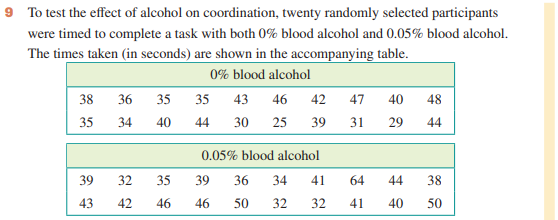 9 To test the effect of alcohol on coordination, twenty randomly selected participants
were timed to complete a task with both 0% blood alcohol and 0.05% blood alcohol.
The times taken (in seconds) are shown in the accompanying table.
0% blood alcohol
38 36 35 35 43 46 42 47 40 48
35 34 40 44 30 25 39 31 29 44
0.05% blood alcohol
39 32 35 39 36 34 41 64 44 38
43 42 46 46 50 32 32 41 40 50